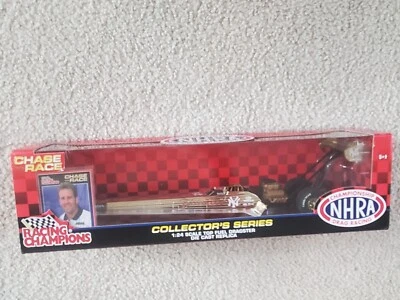 CHASE
RACE
CHASE
RACE
RACING
CHAMPIONS
NY
COLLECTOR'S SERIES
1:24 SCALE TOP FUEL DRAGSTER
DIE CAST REPLICA
CHAMPIONSHIP
NHRA
DRAG RACING